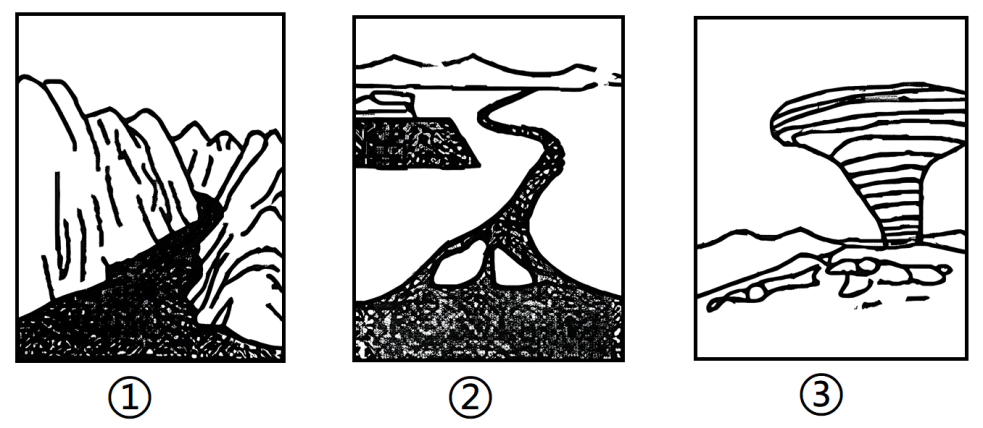 ① ② ③